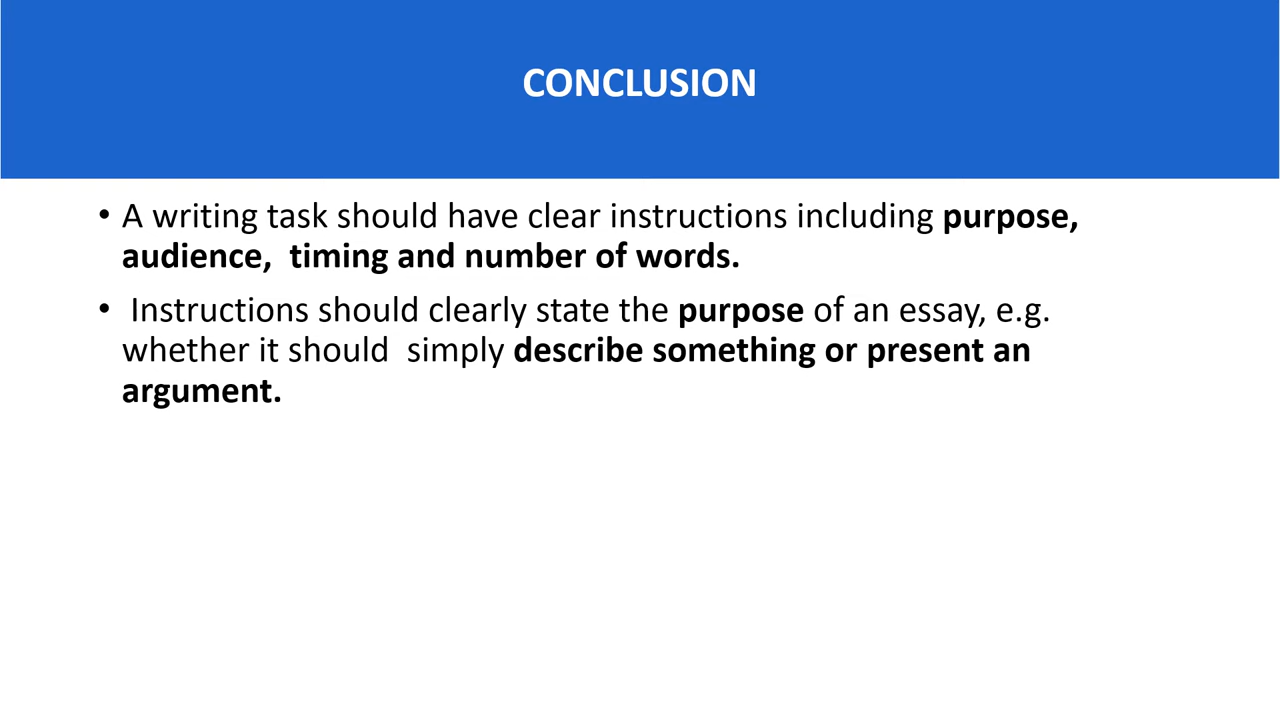 CONCLUSION
• A writing task should have clear instructions including purpose,
audience,  timing and number of words.
•  Instructions should clearly state the purpose of an essay, e.g.
whether it should  simply describe something or present an
argument.